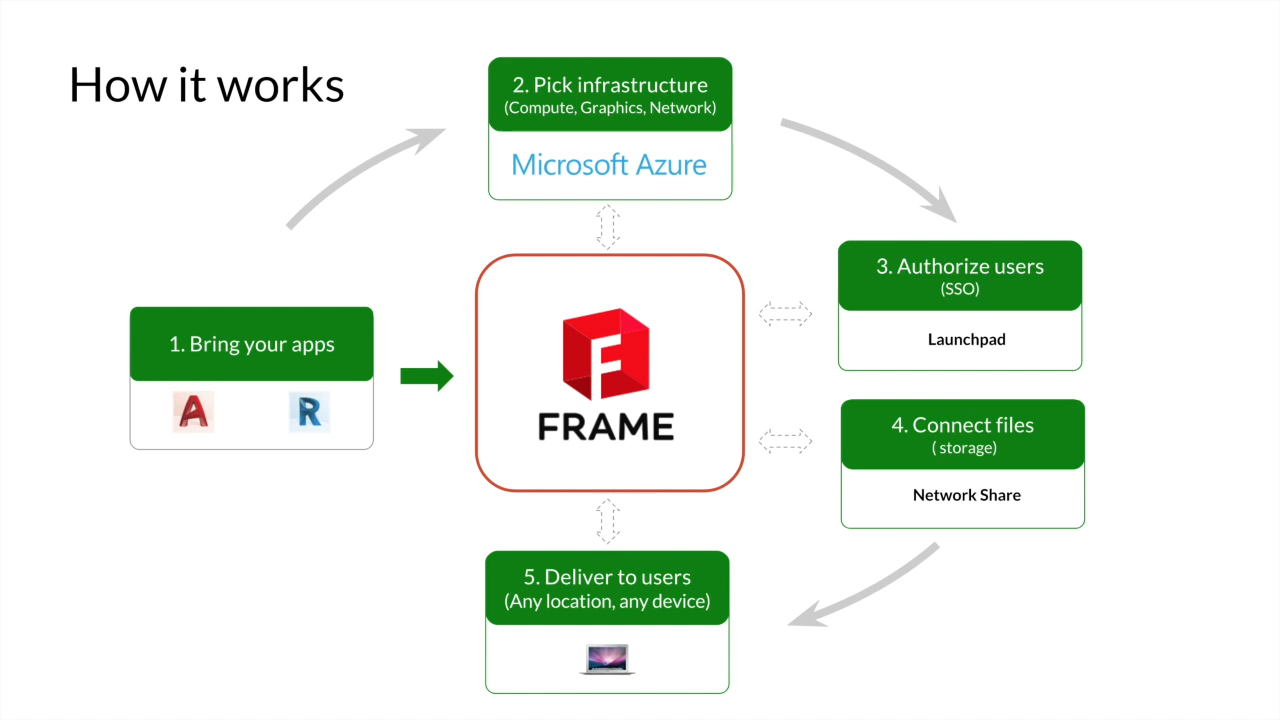 How it works
2. Pick infrastructure
(Compute, Graphics, Network)
Microsoft Azure
3. Authorize users
(SSO)
Launchpad
1. Bring your apps
A
R
F
FRAME
4. Connect files
( storage)
Network Share
5. Deliver to users
(Any location, any device)